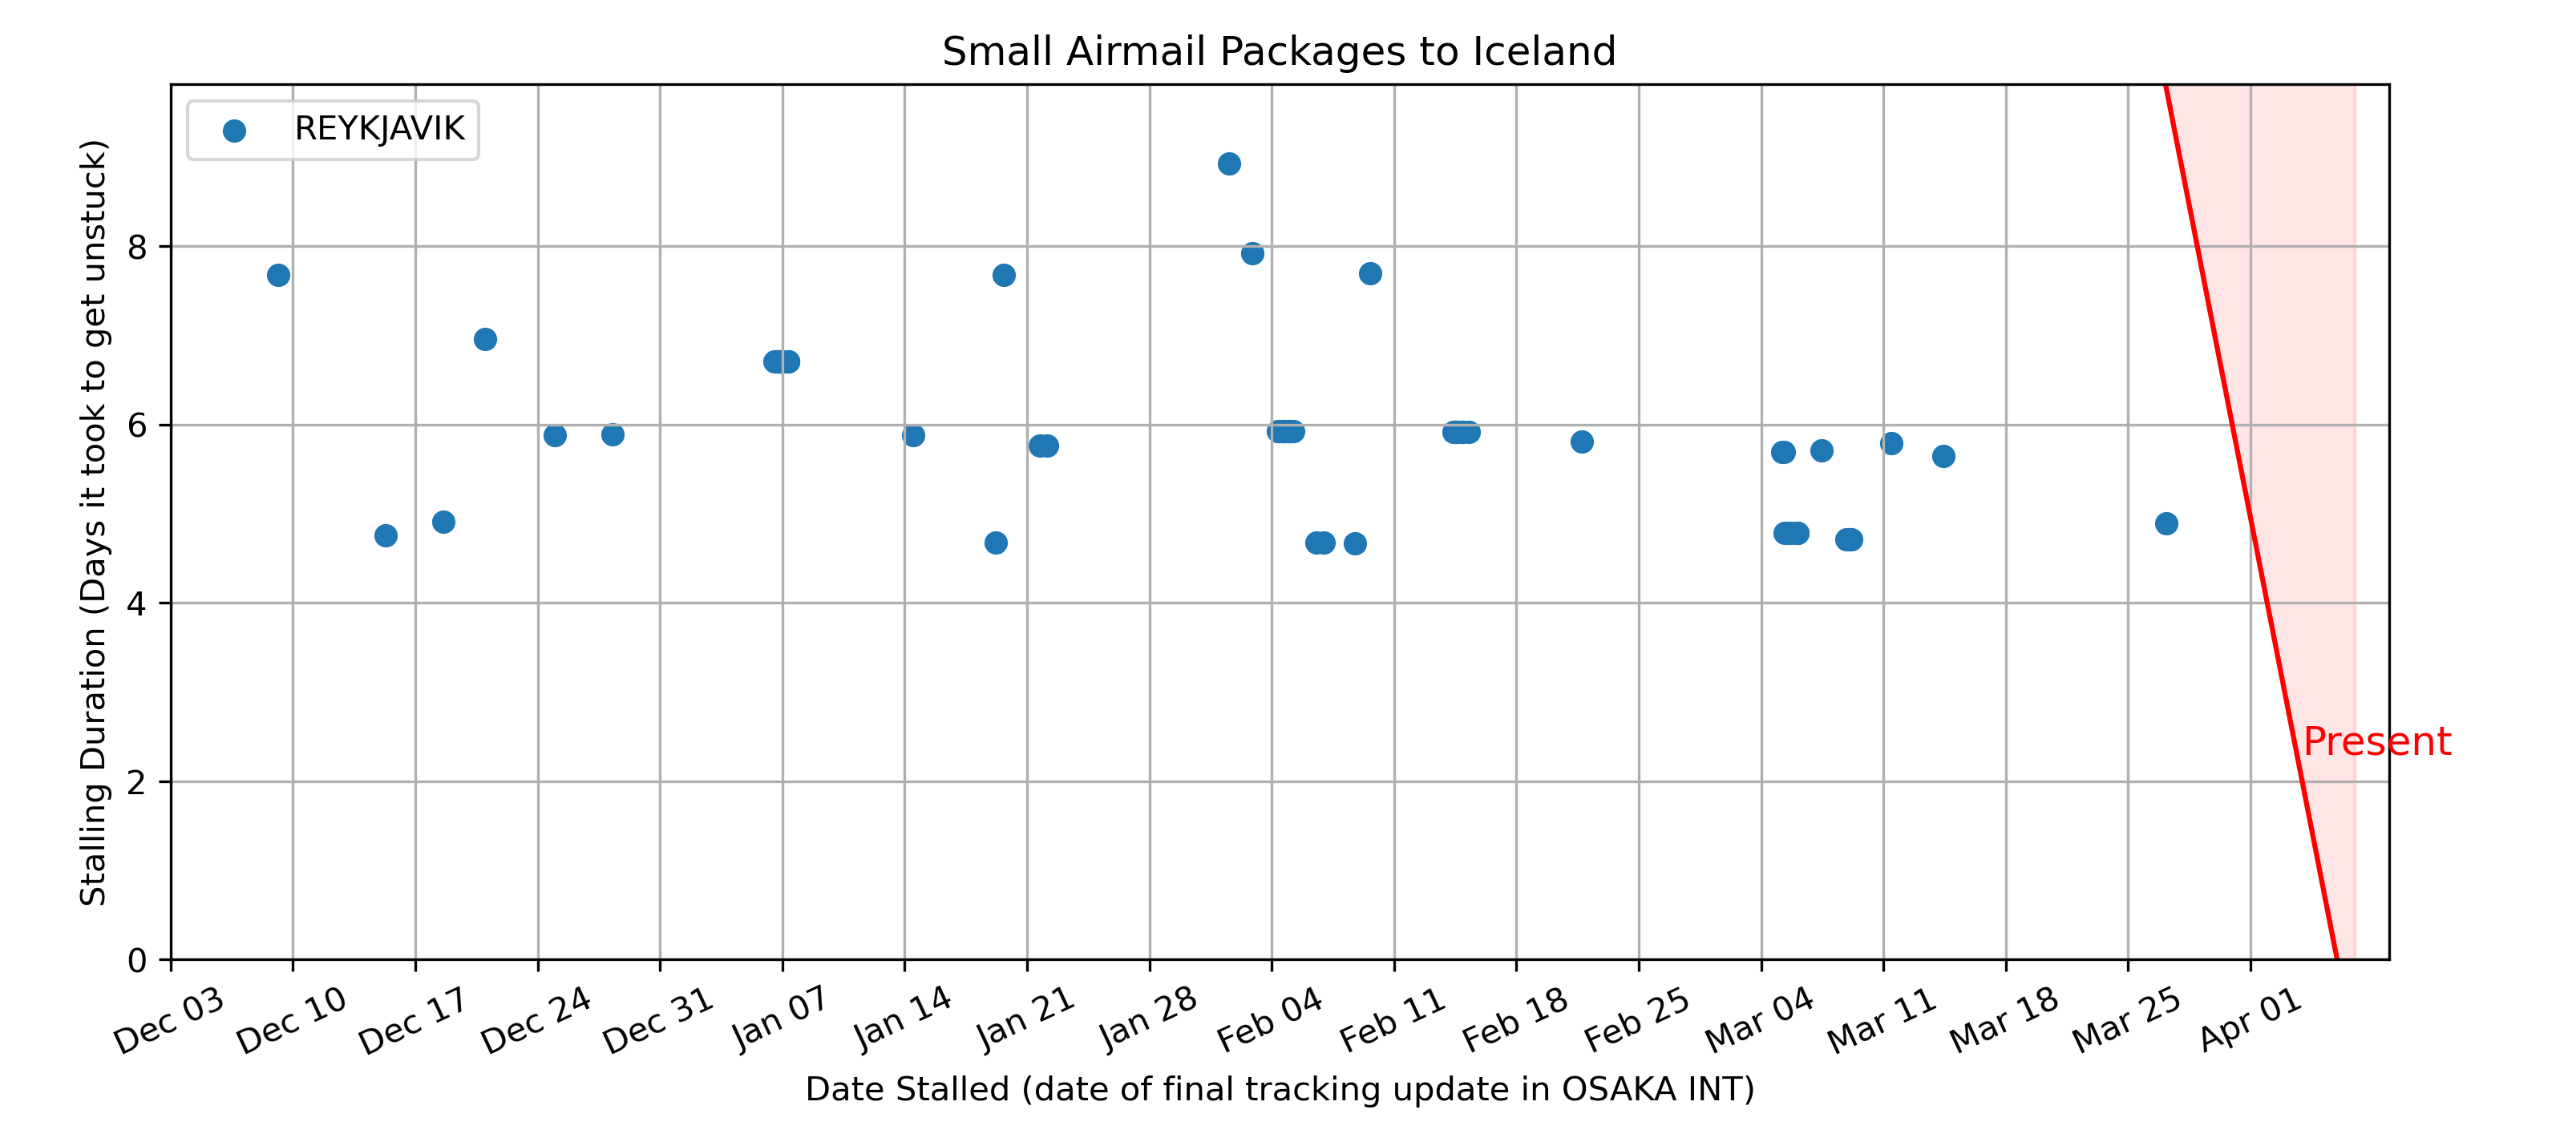 Small Airmail Packages to Iceland
REYKJAVIK
Stalling Duration (Days it took to get unstuck)
8
6
4
2
0
Present
Dec 03
Dec 10
Dec 17
Dec 24
Dec 31
Jan 07
Jan 14
Jan 21
Jan 28
Feb 04
Feb 11
Feb 18
Feb 25
Mar 04
Mar 11
Mar 18
Mar 25
Apr 01
Date Stalled (date of final tracking update in OSAKA INT)